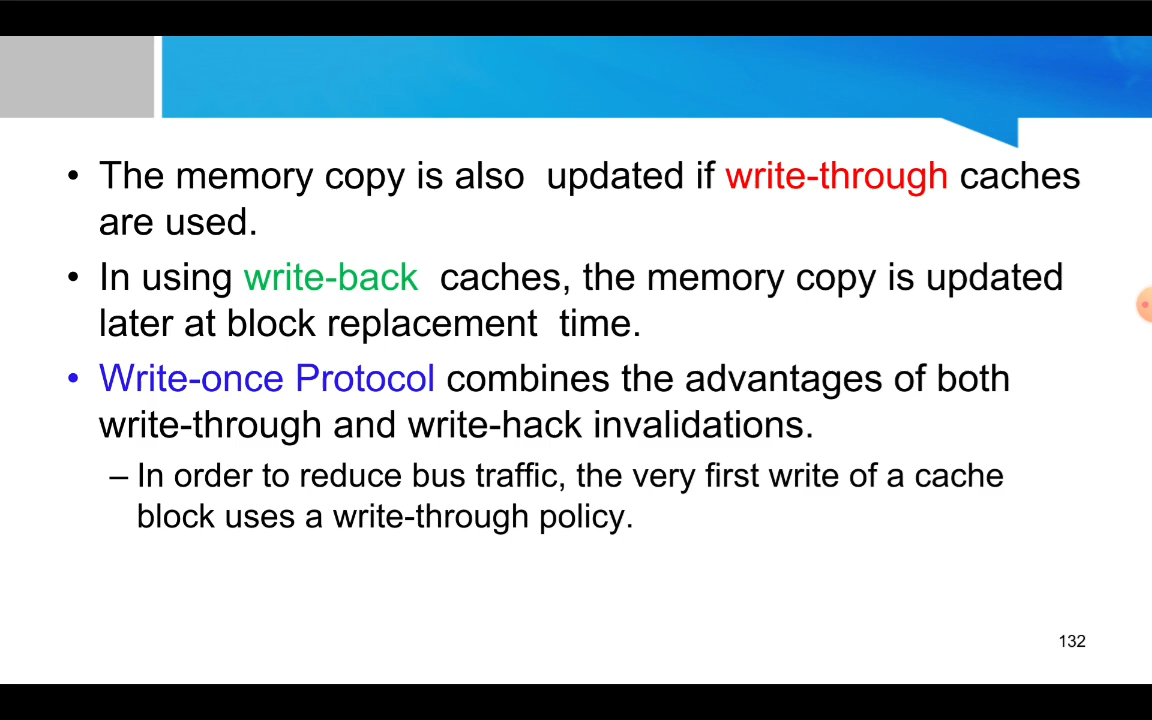 • The memory copy is also  updated if write-through caches
are used.
• In using write-back  caches, the memory copy is updated
later at block replacement  time.
• Write-once Protocol combines the advantages of both
write-through and write-hack invalidations.
– In order to reduce bus traffic, the very first write of a cache
block uses a write-through policy.
132